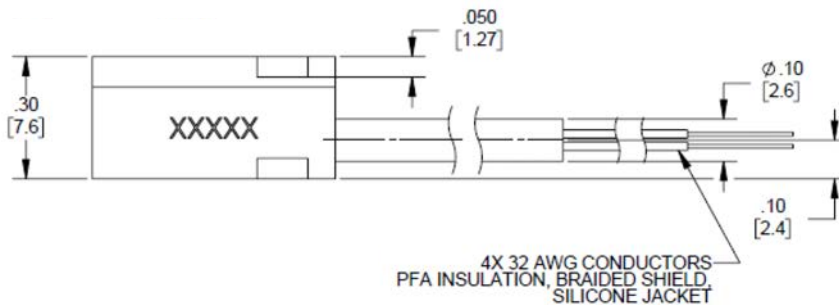 .050
[1.27]
.30
[7.6]
XXXXX
Ø.10
[2.6]
.10
[2.4]
4X 32 AWG CONDUCTORS
PFA INSULATION, BRAIDED SHIELD,
SILICONE JACKET